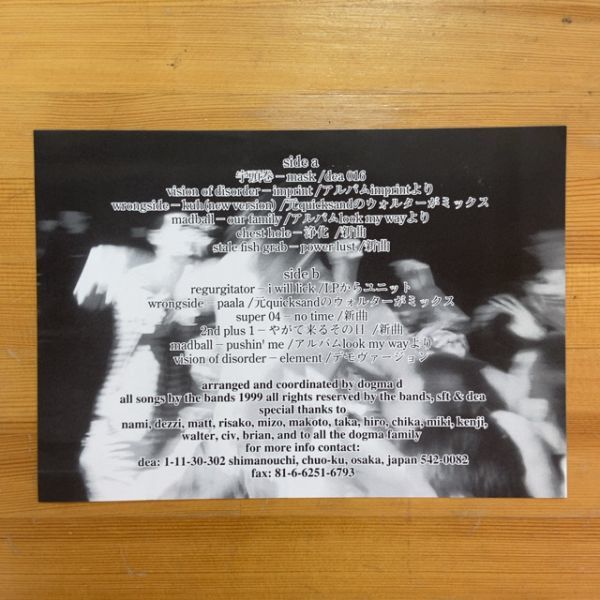 side a
宇頭巻 – mask /dea 016
vision of disorder – imprint /アルバムimprintより
wrongside – kuh(new version) /元quicksandのウォルターがミックス
madball – our family /アルバムlook my wayより
chest hole – 浄化 /新曲
stale fish grab – power lust /新曲
side b
regurgitator – i will lick /LPからユニット
wrongside – paala /元quicksandのウォルターがミックス
super 04 – no time /新曲
2nd plus 1 – やがて来るその日 /新曲
madball – pushin' me /アルバムlook my wayより
vision of disorder – element /デモヴァージョン
arranged and coordinated by dogma d
all songs by the bands 1999 all rights reserved by the bands, sft & dea
special thanks to
nami, dezzi, matt, risako, mizo, makoto, taka, hiro, chika, miki, kenji,
walter, civ, brian, and to all the dogma family
for more info contact:
dea: 1-11-30-302 shimanouchi, chuo-ku, osaka, japan 542-0082
fax: 81-6-6251-6793